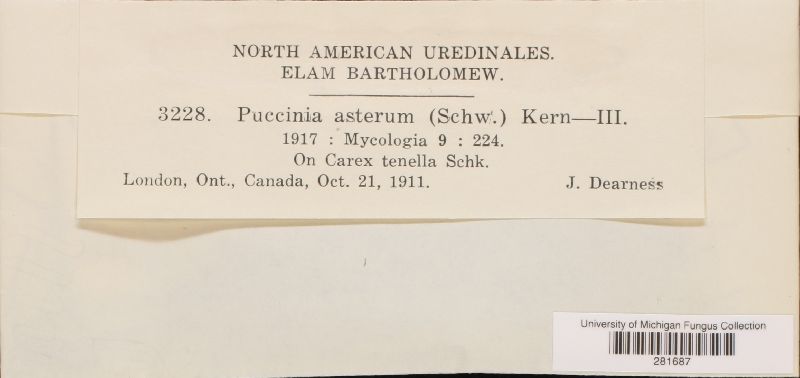 NORTH AMERICAN UREDINALES.
ELAM BARTHOLOMEW.
3228. Puccinia asterum (Schw.) Kern—III.
1917 : Mycologia 9 : 224.
On Carex tenella Schk.
London, Ont., Canada, Oct. 21, 1911. J. Dearness
University of Michigan Fungus Collection
281687